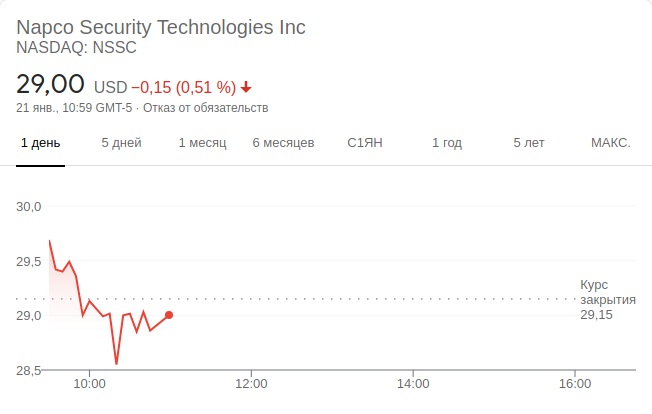 Napco Security Technologies Inc
NASDAQ: NSSC
29,00 USD −0,15 (0,51 %)
21 янв., 10:59 GMT-5 · Отказ от обязательств
1 день 5 дней 1 месяц 6 месяцев С1ЯН 1 год 5 лет МАКС.
30,0
29,5
Курс
закрытия
29,0 29,15
28,5
10:00 12:00 14:00 16:00